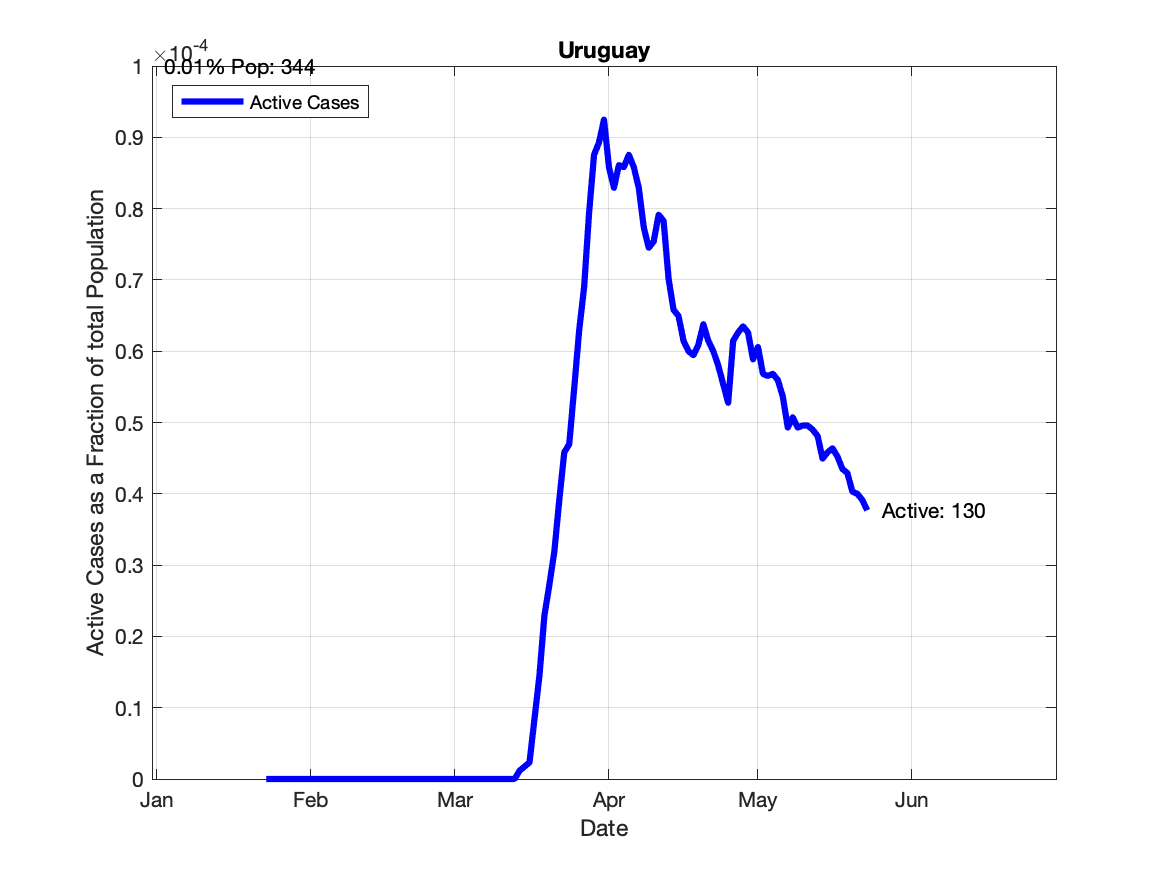 Uruguay
×10-4
0.01% Pop: 344
Active Cases
1
0.9
0.8
0.7
0.6
0.5
0.4
0.3
0.2
0.1
0
Active Cases as a Fraction of total Population
Active: 130
Jan Feb Mar Apr May Jun
Date